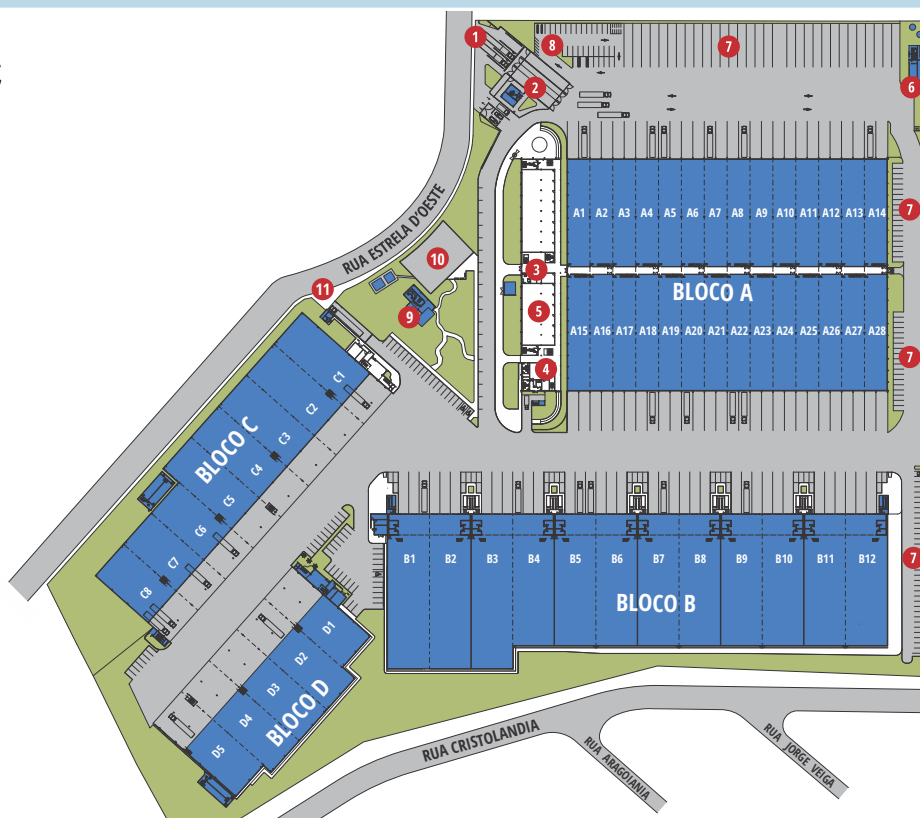 1
8
7
2
6
RUA ESTRELA D'OESTE
A1 A2 A3 A4 A5 A6 A7 A8 A9 A10 A11 A12 A13 A14
7
10
3
11
BLOCO A
9
5
A15 A16 A17 A18 A19 A20 A21 A22 A23 A24 A25 A26 A27 A28
7
4
C1
C2
C3
C4
C5
C6
C7
C8
BLOCO C
B1 B2 B3 B4 B5 B6 B7 B8 B9 B10 B11 B12
7
BLOCO B
D1
D2
D3
D4
D5
BLOCO D
RUA CRISTOLANDIA
RUA ARAGOIANIA
RUA JORGE VEIGA